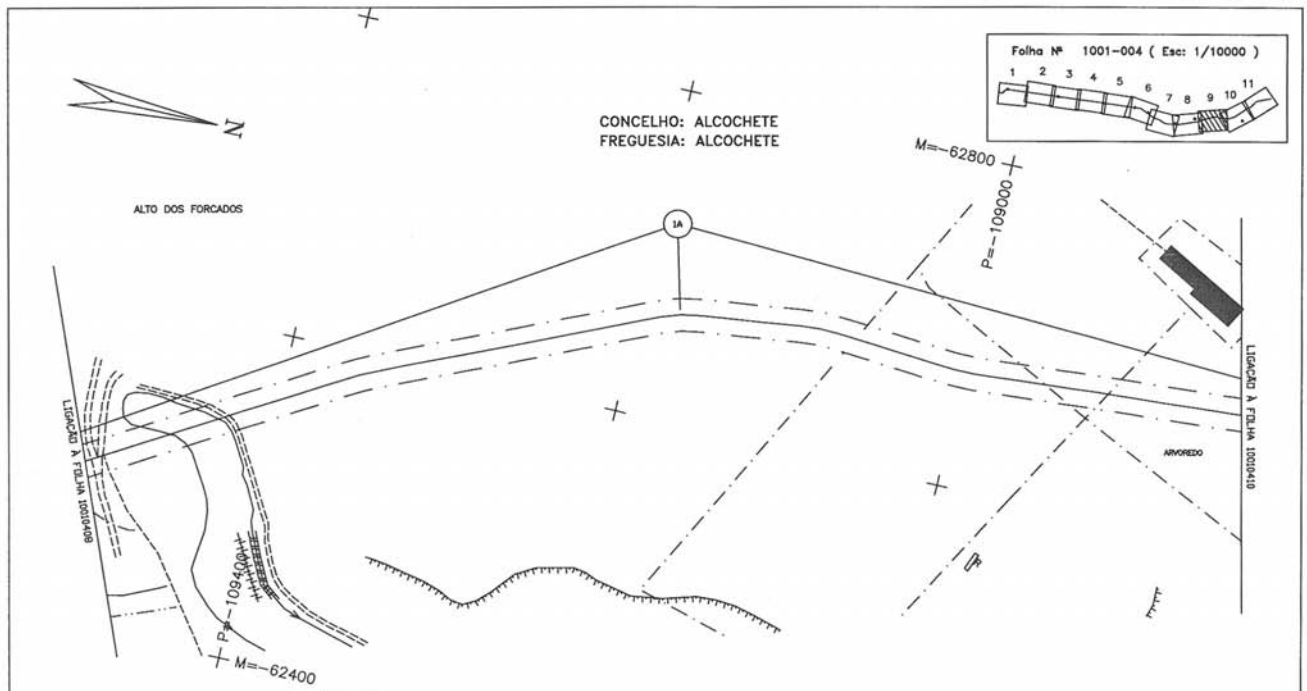 Folha Nº 1001-004 ( Esc: 1/10000 )
1 2 3 4 5 6 7 8 9 10 11
N
CONCELHO: ALCOCHETE
FREGUESIA: ALCOCHETE
M=-62800
P=-109000
ALTO DOS FORCADOS
1A
LIGAÇÃO À FOLHA 10010408
LIGAÇÃO À FOLHA 10010410
ARVOREDO
R
P=-109400
M=-62400